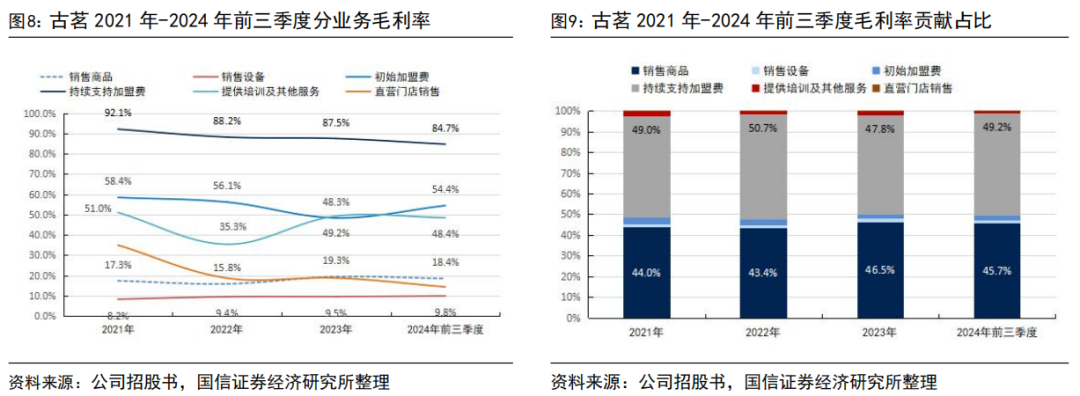 图8：古茗 2021 年-2024 年前三季度分业务毛利率
销售商品 销售设备 初始加盟费
持续支持加盟费 提供培训及其他服务 直营门店销售
100.0%
90.0%
80.0%
70.0%
60.0%
50.0%
40.0%
30.0%
20.0%
10.0%
0.0%
92.1% 88.2% 87.5% 84.7%
58.4% 56.1% 48.3% 54.4%
51.0% 35.3% 49.2% 48.4%
17.3% 15.8% 19.3% 18.4%
8.2% 9.4% 9.5% 9.8%
2021年 2022年 2023年 2024年前三季度
资料来源：公司招股书，国信证券经济研究所整理
图9：古茗 2021 年-2024 年前三季度毛利率贡献占比
销售商品 销售设备 初始加盟费
持续支持加盟费 提供培训及其他服务 直营门店销售
100%
90%
80%
70%
60%
50%
40%
30%
20%
10%
0%
49.0% 50.7% 47.8% 49.2%
44.0% 43.4% 46.5% 45.7%
2021年 2022年 2023年 2024年前三季度
资料来源：公司招股书，国信证券经济研究所整理